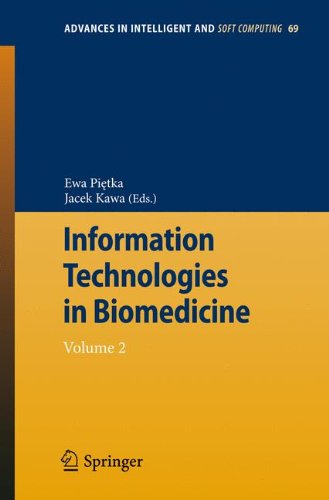 ADVANCES IN INTELLIGENT AND SOFT COMPUTING 69
Ewa Piętka
Jacek Kawa (Eds.)
Information
Technologies
in Biomedicine
Volume 2
Springer